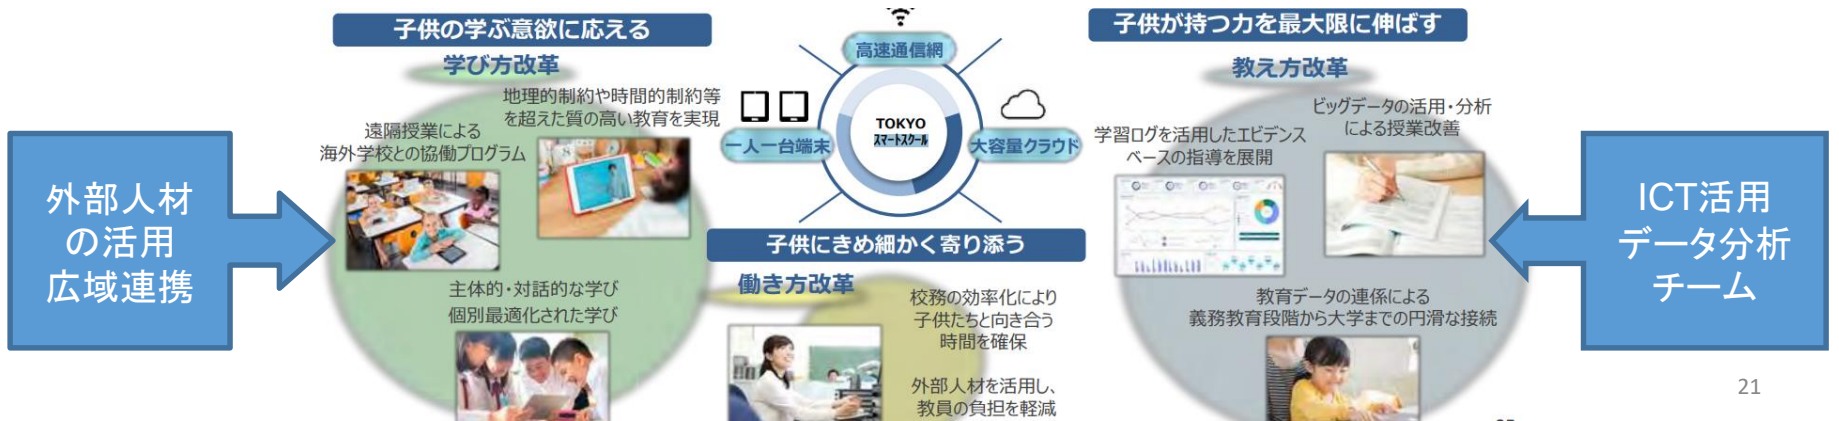 子供の学ぶ意欲に応える
学び方改革
地理的制約や時間的制約等
を超えた質の高い教育を実現
遠隔授業による
海外学校との協働プログラム
主体的・対話的な学び
個別最適化された学び
外部人材
の活用
広域連携
高速通信網
一人一台端末
TOKYO
スマートスクール
大容量クラウド
子供にきめ細かく寄り添う
働き方改革
校務の効率化により
子供たちと向き合う
時間を確保
外部人材を活用し、
教員の負担を軽減
子供が持つ力を最大限に伸ばす
教え方改革
ビッグデータの活用・分析
による授業改善
学習ログを活用したエビデンス
ベースの指導を展開
教育データの連係による
義務教育段階から大学までの円滑な接続
ICT活用
データ分析
チーム
21